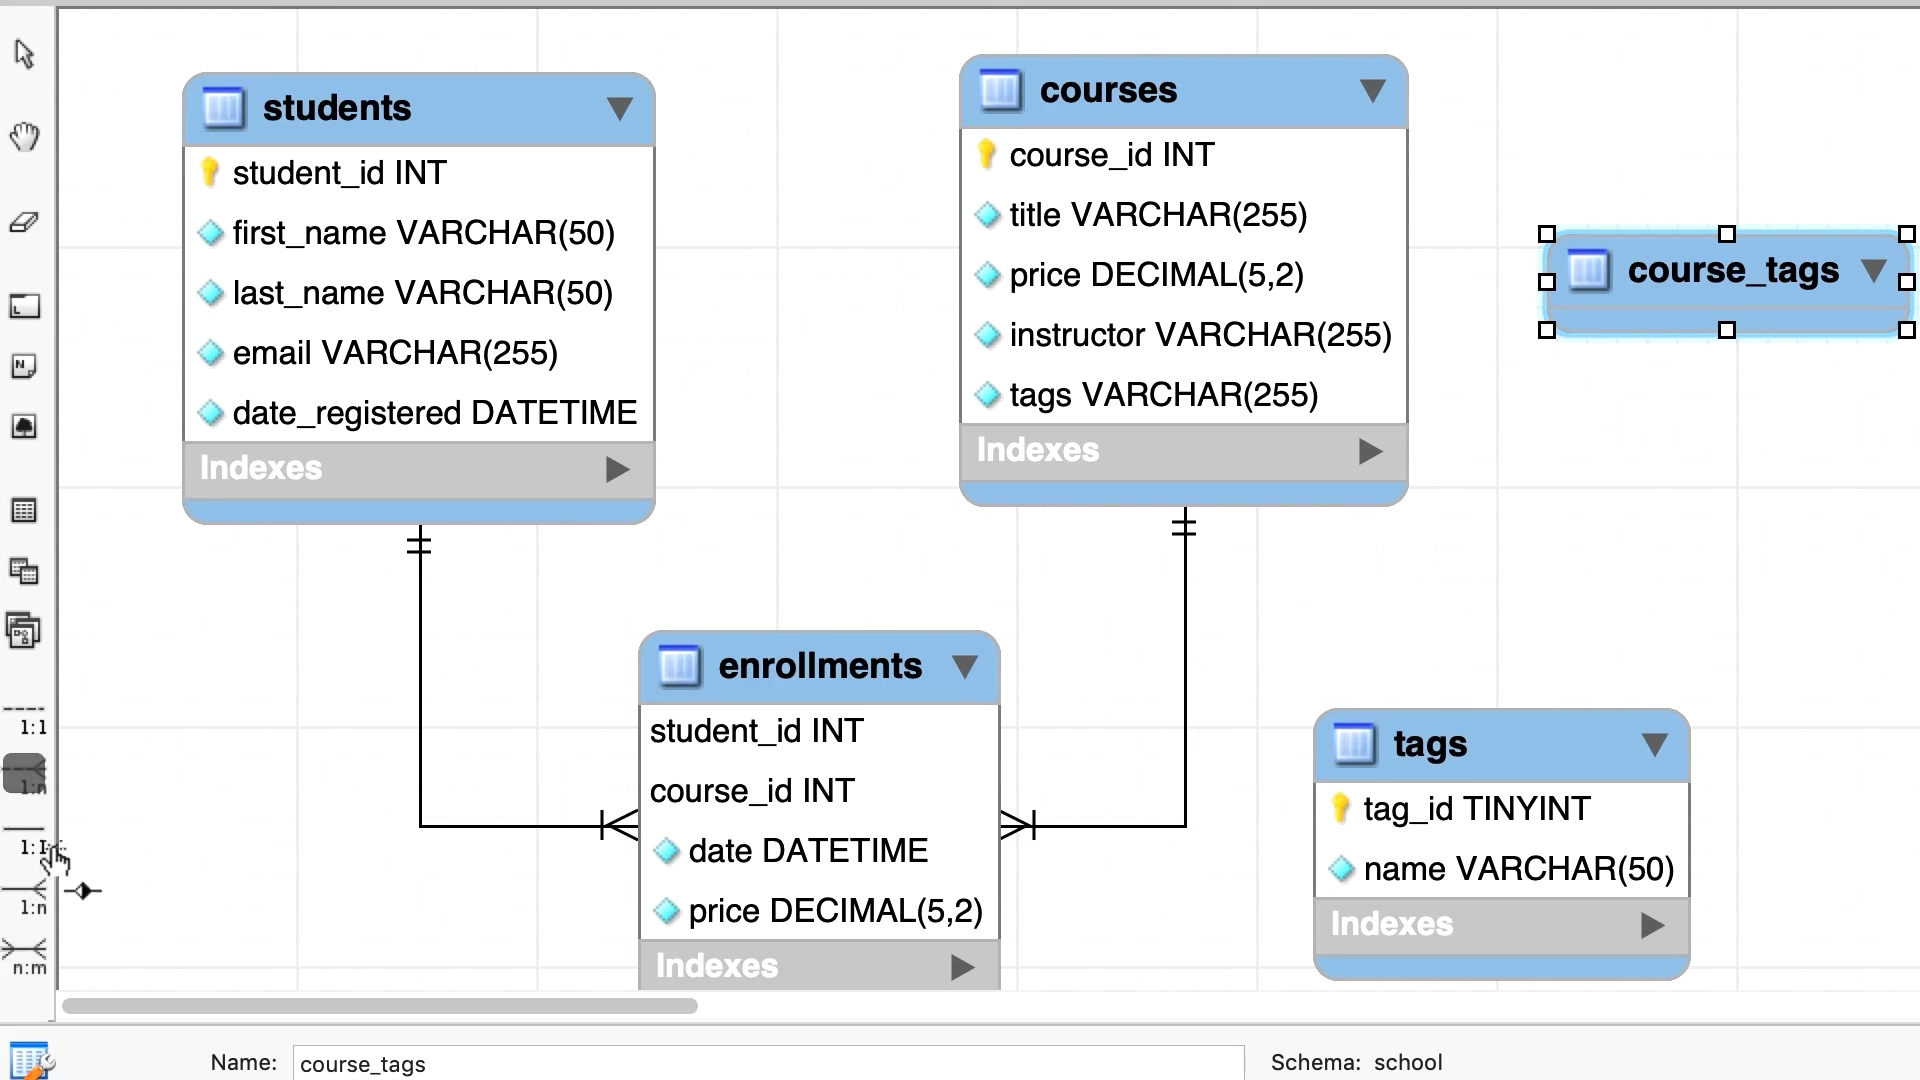 students
student_id INT
first_name VARCHAR(50)
last_name VARCHAR(50)
email VARCHAR(255)
date_registered DATETIME
Indexes
courses
course_id INT
title VARCHAR(255)
price DECIMAL(5,2)
instructor VARCHAR(255)
tags VARCHAR(255)
Indexes
course_tags
enrollments
student_id INT
course_id INT
date DATETIME
price DECIMAL(5,2)
Indexes
tags
tag_id TINYINT
name VARCHAR(50)
Indexes
1:1
1:n
1:1
1:n
n:m
Name: course_tags
Schema: school